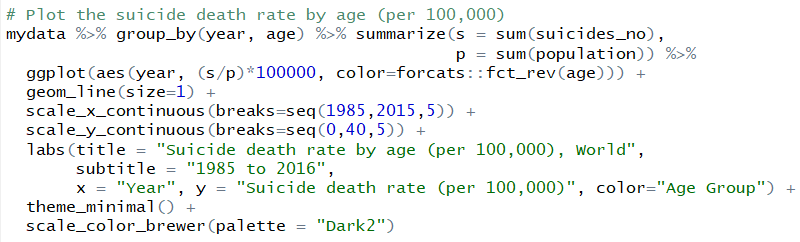 # Plot the suicide death rate by age (per 100,000)
mydata %>% group_by(year, age) %>% summarize(s = sum(suicides_no),
                                             p = sum(population)) %>%
  ggplot(aes(year, (s/p)*100000, color=forcats::fct_rev(age))) +
  geom_line(size=1) +
  scale_x_continuous(breaks=seq(1985,2015,5)) +
  scale_y_continuous(breaks=seq(0,40,5)) +
  labs(title = "Suicide death rate by age (per 100,000), World",
       subtitle = "1985 to 2016",
       x = "Year", y = "Suicide death rate (per 100,000)", color="Age Group") +
  theme_minimal() +
  scale_color_brewer(palette = "Dark2")